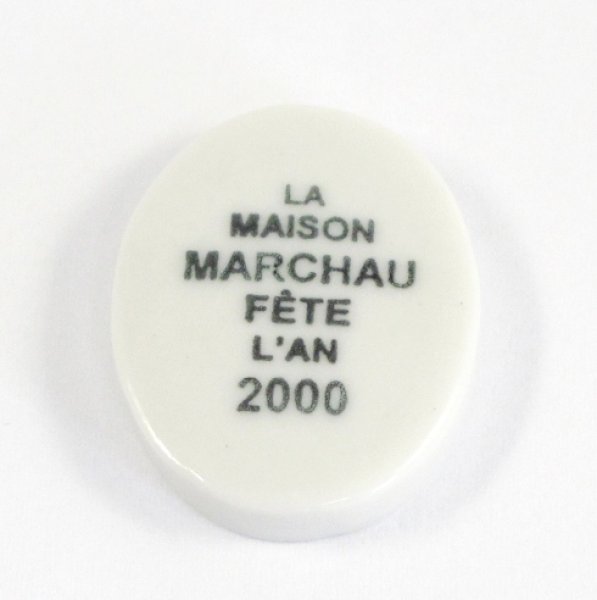 LA
MAISON
MARCHAU
FÊTE
L'AN
2000